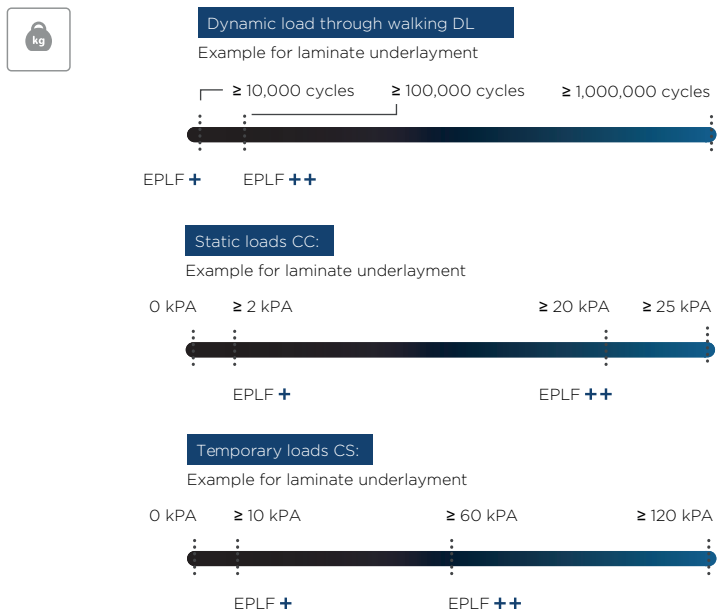 kg
Dynamic load through walking DL
Example for laminate underlayment
≥ 10,000 cycles ≥ 100,000 cycles ≥ 1,000,000 cycles
EPLF + EPLF ++
Static loads CC:
Example for laminate underlayment
0 kPA ≥ 2 kPA ≥ 20 kPA ≥ 25 kPA
EPLF + EPLF ++
Temporary loads CS:
Example for laminate underlayment
0 kPA ≥ 10 kPA ≥ 60 kPA ≥ 120 kPA
EPLF + EPLF ++